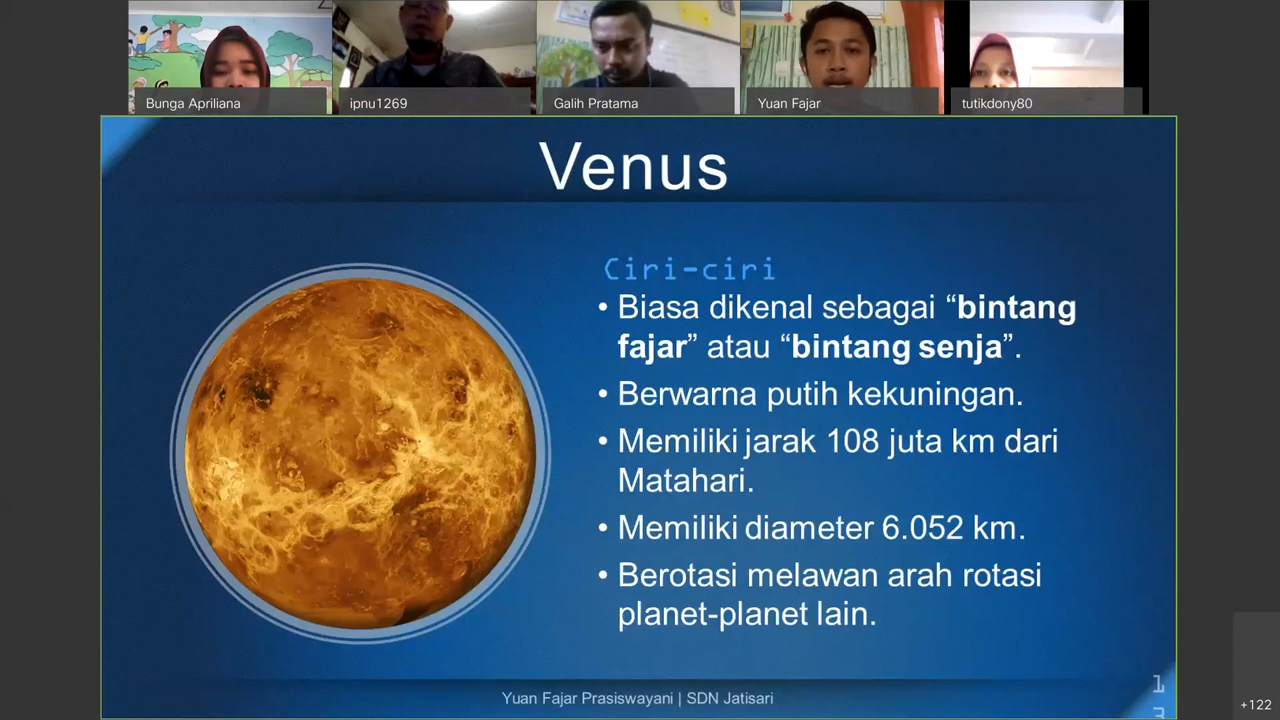 Bunga Apriliana
ipnu1269
Galih Pratama
Yuan Fajar
tutikdony80
Venus
Ciri-ciri
• Biasa dikenal sebagai “bintang
fajar” atau “bintang senja”.
• Berwarna putih kekuningan.
• Memiliki jarak 108 juta km dari
Matahari.
• Memiliki diameter 6.052 km.
• Berotasi melawan arah rotasi
planet-planet lain.
Yuan Fajar Prasiswayani | SDN Jatisari
1
+122